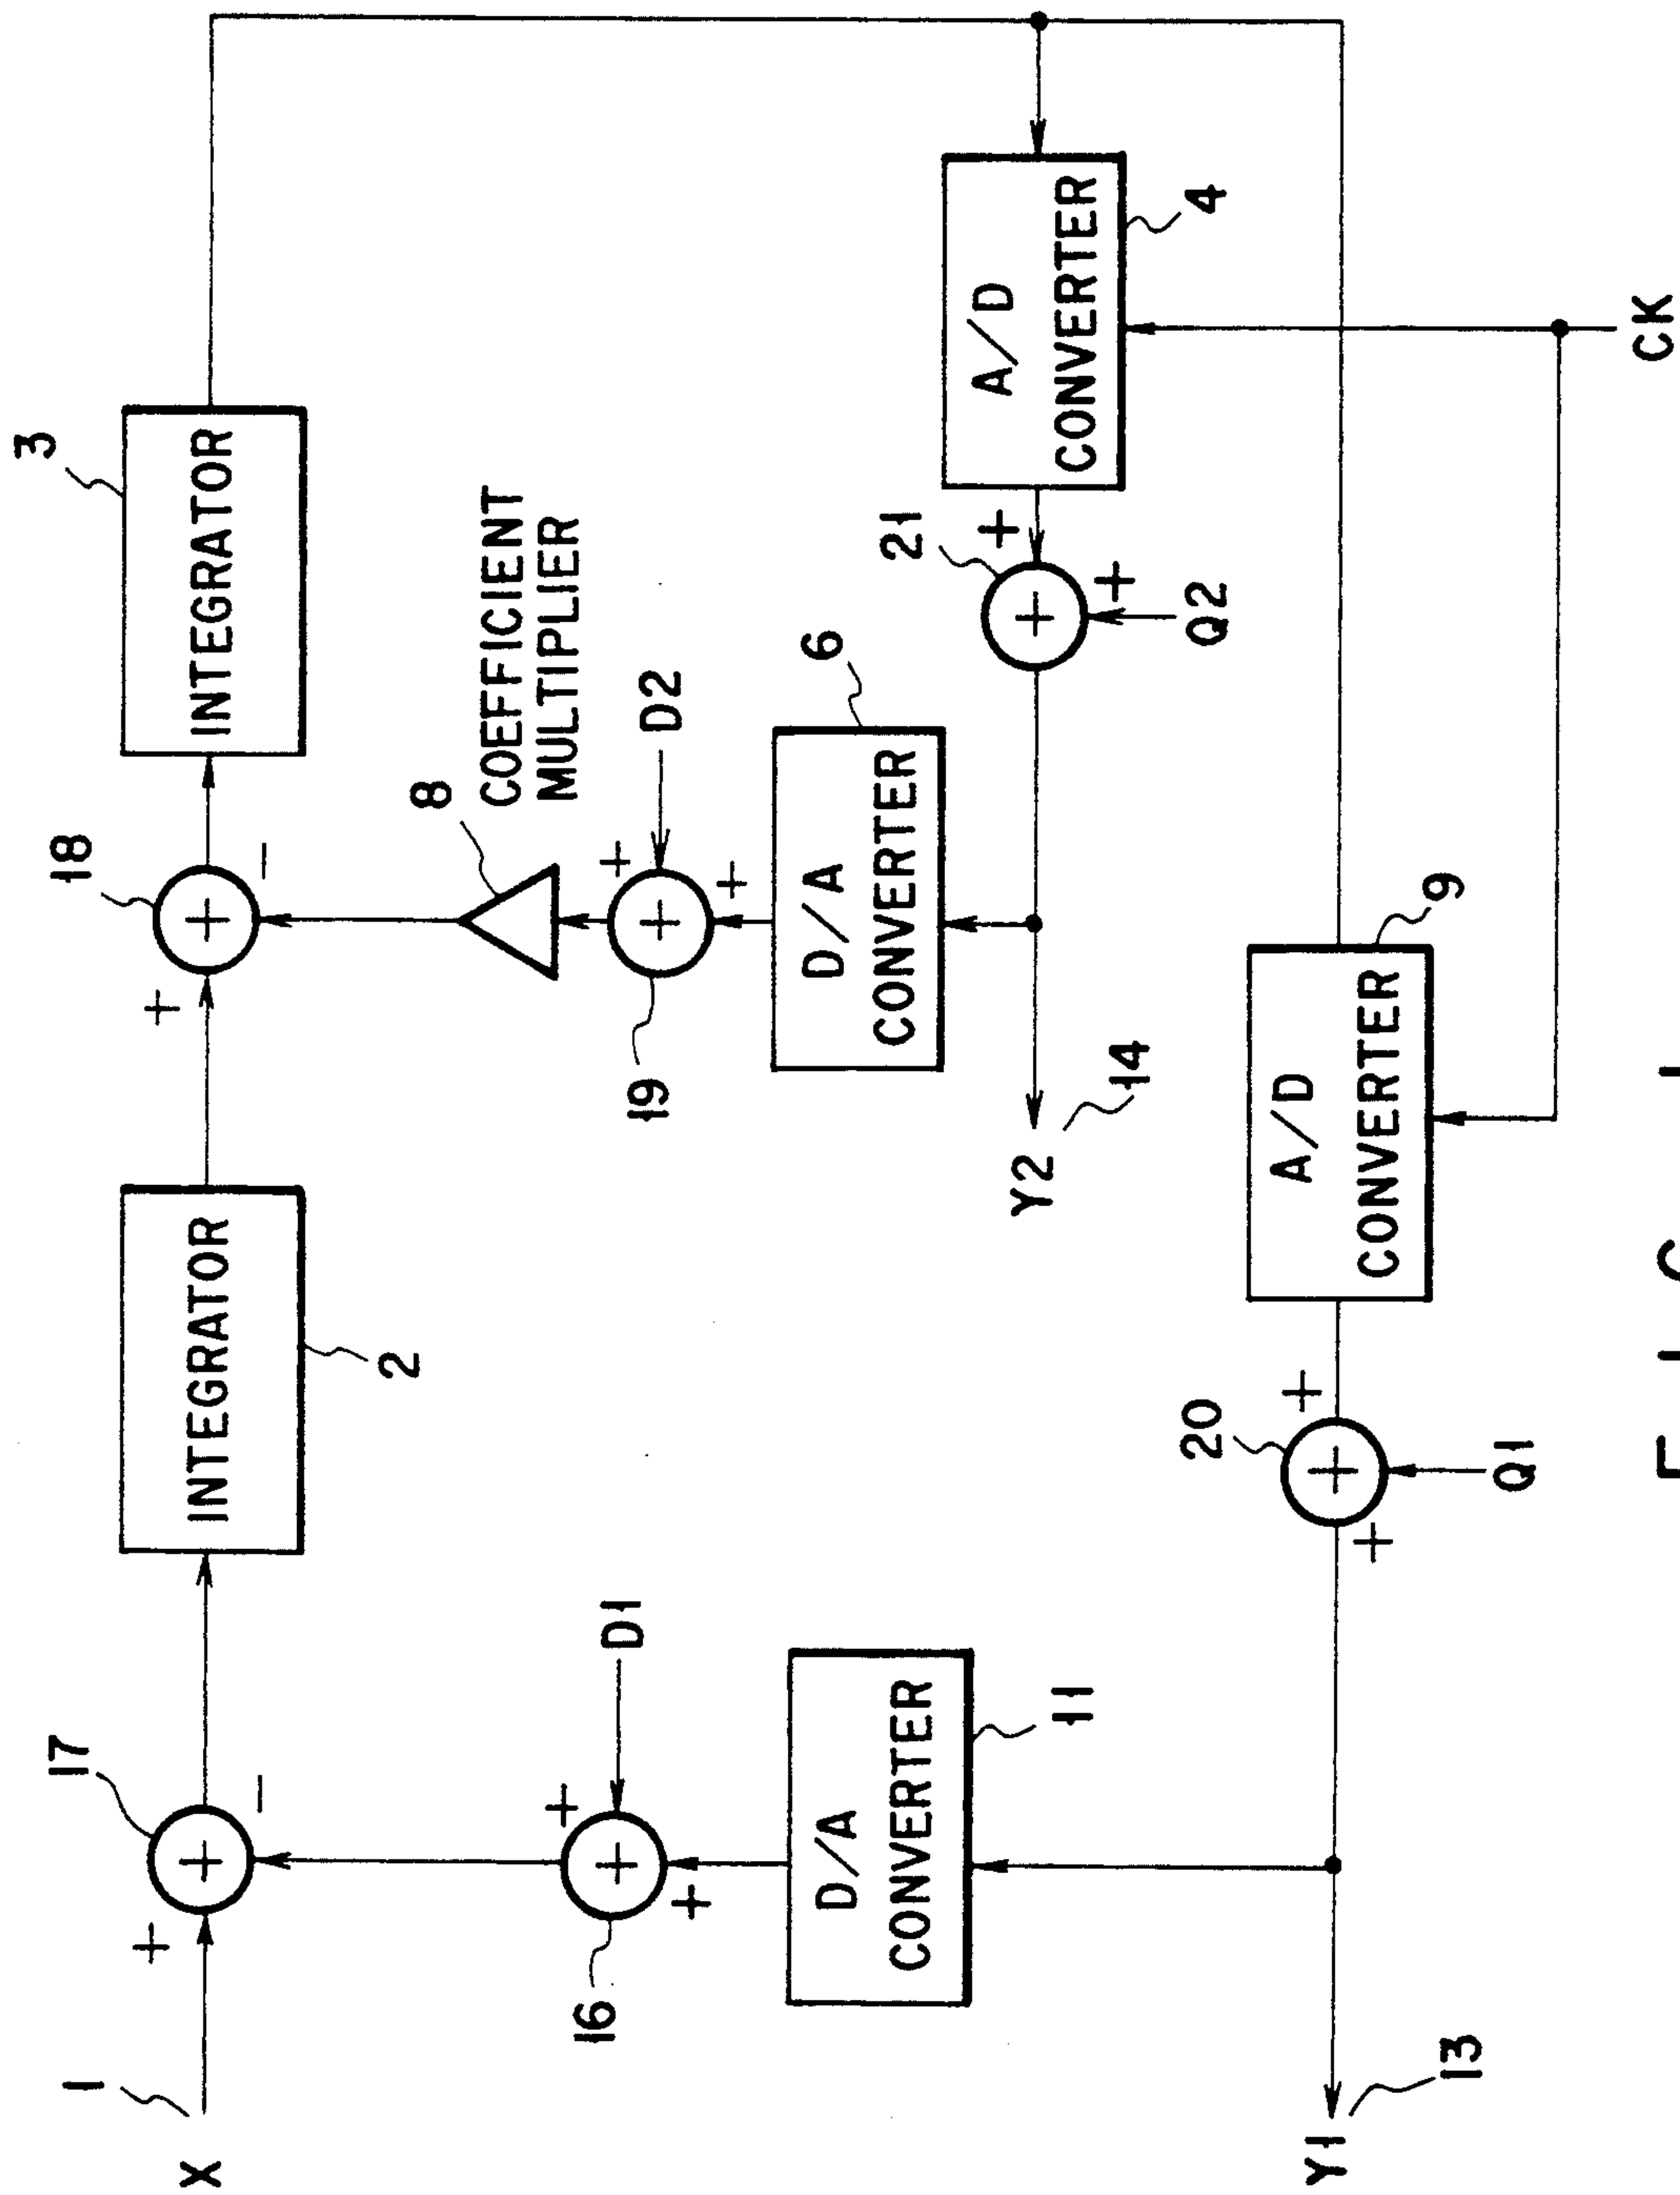 1
17
18
3
X
+
+
INTEGRATOR
+
+
INTEGRATOR
−
−
2
8
COEFFICIENT
MULTIPLIER
16
+
+
+
D1
19
+
+
+
D2
D/A
CONVERTER
11
D/A
CONVERTER
6
21
+
+
+
A/D
CONVERTER
4
Y2
14
Q2
20
+
+
+
A/D
CONVERTER
9
Y1
13
Q1
CK